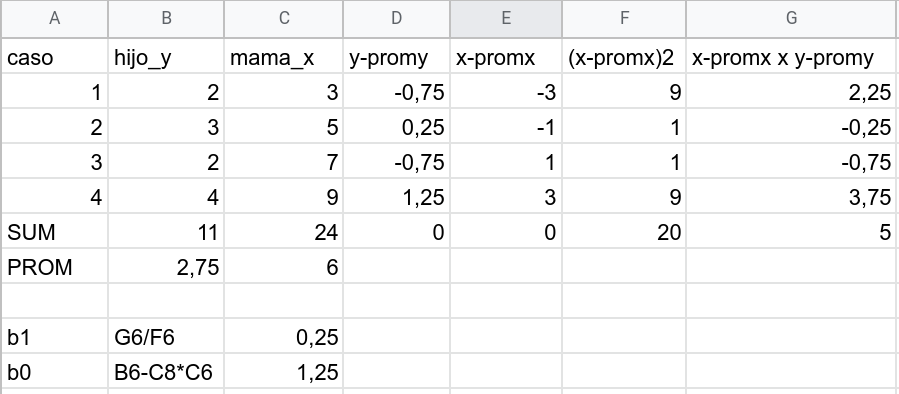 A B C D E F G
caso hijo_y mama_x y-promy x-promx (x-promx)2 x-promx x y-promy
1 2 3 -0,75 -3 9 2,25
2 3 5 0,25 -1 1 -0,25
3 2 7 -0,75 1 1 -0,75
4 4 9 1,25 3 9 3,75
SUM 11 24 0 0 20 5
PROM 2,75 6
b1 G6/F6 0,25
b0 B6-C8*C6 1,25